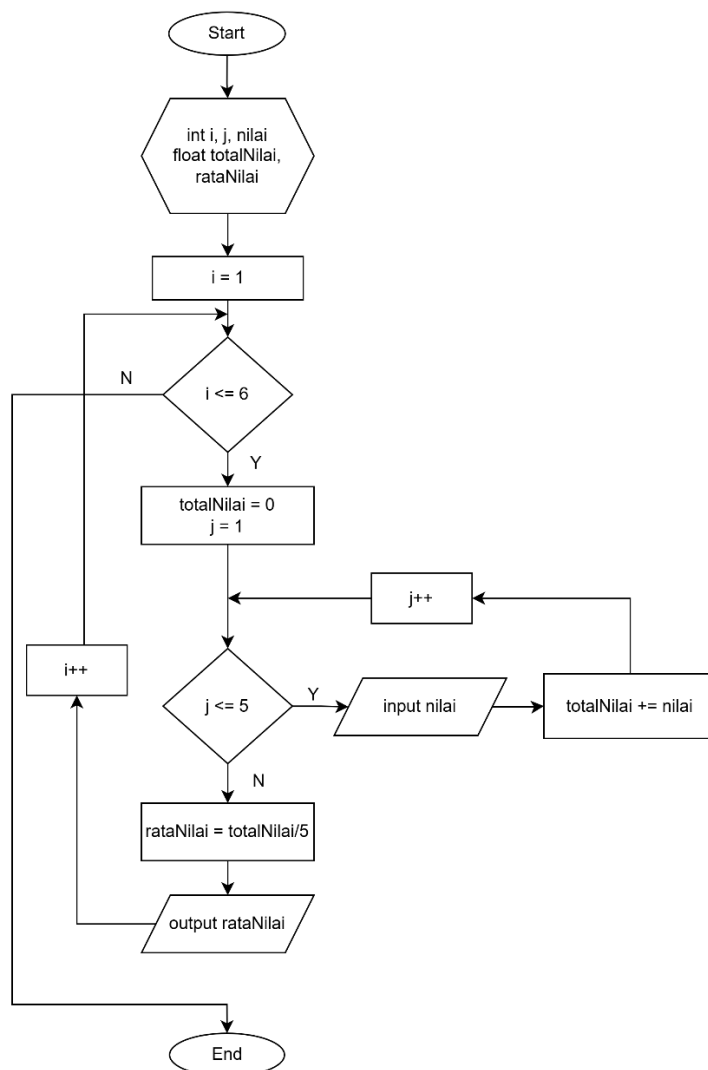 Start
int i, j, nilai
float totalNilai,
rataNilai
i = 1
N
i <= 6
Y
totalNilai = 0
j = 1
j++
i++
j <= 5
Y
input nilai
totalNilai += nilai
N
rataNilai = totalNilai/5
output rataNilai
End